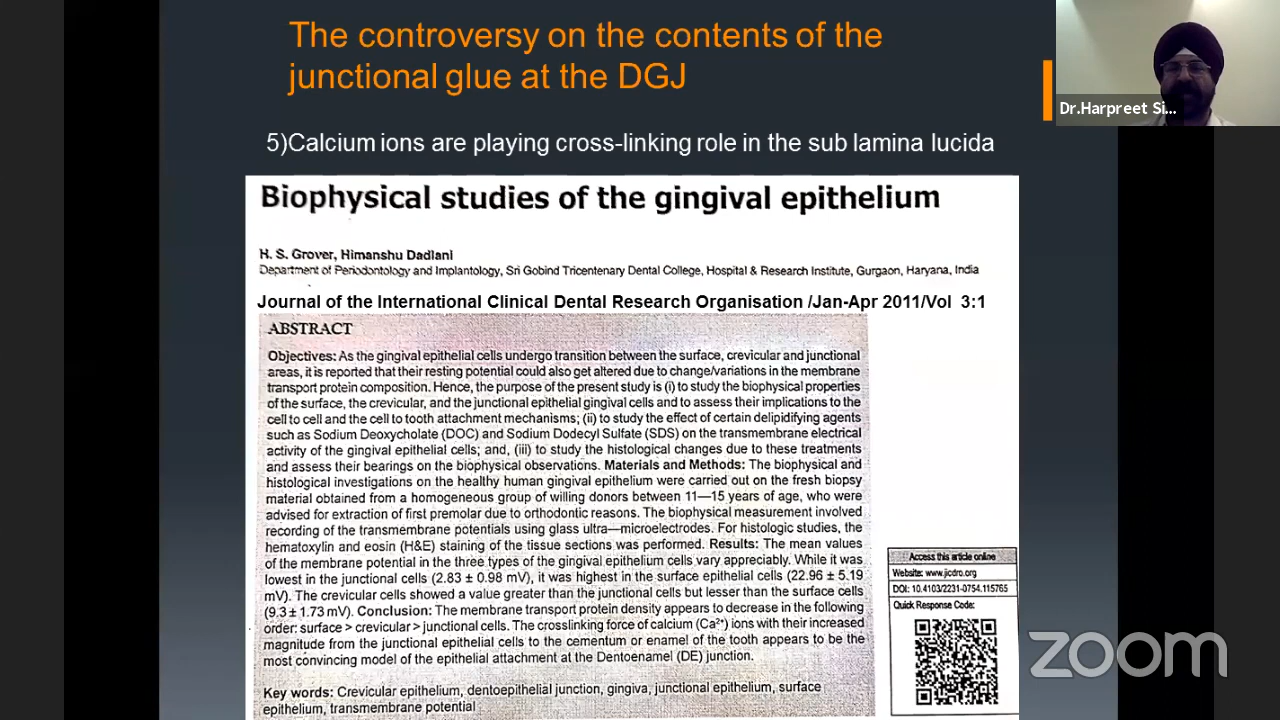 The controversy on the contents of the
junctional glue at the DGJ
Dr.Harpreet Si...
5)Calcium ions are playing cross-linking role in the sub lamina lucida
Biophysical studies of the gingival epithelium
H. S. Grover, Himanshu Dadlani
Department of Periodontology and Implantology, Sri Gobind Tricentenary Dental College, Hospital & Research Institute, Gurgaon, Haryana, India
Journal of the International Clinical Dental Research Organisation /Jan-Apr 2011/Vol 3:1
ABSTRACT
Objectives: As the gingival epithelial cells undergo transition between the surface, crevicular and junctional
areas, it is reported that their resting potential could also get altered due to change/variations in the membrane
transport protein composition. Hence, the purpose of the present study is (i) to study the biophysical properties
of the surface, the crevicular, and the junctional epithelial gingival cells and to assess their implications to the
cell to cell and the cell to tooth attachment mechanisms; (ii) to study the effect of certain delipidifying agents
such as Sodium Deoxycholate (DOC) and Sodium Dodecyl Sulfate (SDS) on the transmembrane electrical
activity of the gingival epithelial cells; and, (iii) to study the histological changes due to these treatments
and assess their bearings on the biophysical observations. Materials and Methods: The biophysical and
histological investigations on the healthy human gingival epithelium were carried out on the fresh biopsy
material obtained from a homogeneous group of willing donors between 11—15 years of age, who were
advised for extraction of first premolar due to orthodontic reasons. The biophysical measurement involved
recording of the transmembrane potentials using glass ultra—microelectrodes. For histologic studies, the
hematoxylin and eosin (H&E) staining of the tissue sections was performed. Results: The mean values
of the membrane potential in the three types of the gingival epithelium cells vary appreciably. While it was
lowest in the junctional cells (2.83 ± 0.98 mV), it was highest in the surface epithelial cells (22.96 ± 5.19
mV). The crevicular cells showed a value greater than the junctional cells but lesser than the surface cells
(9.3 ± 1.73 mV). Conclusion: The membrane transport protein density appears to decrease in the following
order: surface > crevicular > junctional cells. The crosslinking force of calcium (Ca²⁺) ions with their increased
magnitude from the junctional epithelial cells to the cementum or enamel of the tooth appears to be the
most convincing model of the epithelial attachment at the Dentoenamel (DE) junction.
Key words: Crevicular epithelium, dentoepithelial junction, gingiva, junctional epithelium, surface
epithelium, transmembrane potential
Access this article online
Website: www.jicdro.org
DOI: 10.4103/2231-0754.115765
Quick Response Code:
zoom